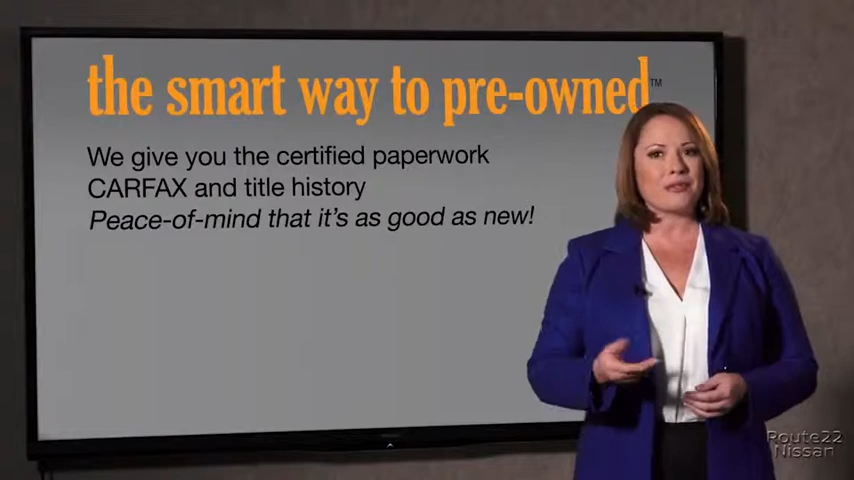 the smart way to pre-owned™
We give you the certified paperwork
CARFAX and title history
Peace-of-mind that it's as good as new!
Route22
Nissan